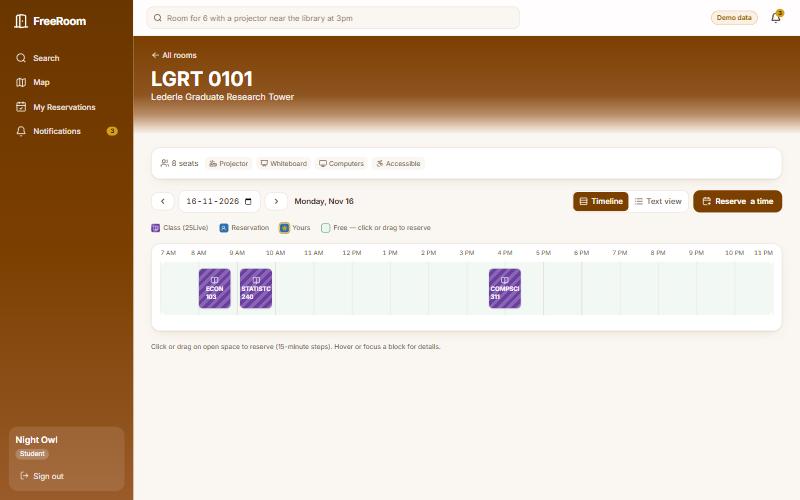 FreeRoom
Room for 6 with a projector near the library at 3pm
Demo data
3
Search
Map
My Reservations
Notifications 3
← All rooms
LGRT 0101
Lederle Graduate Research Tower
8 seats Projector Whiteboard Computers Accessible
16-11-2026 Monday, Nov 16
Timeline Text view Reserve a time
Class (25Live) Reservation Yours Free — click or drag to reserve
7 AM 8 AM 9 AM 10 AM 11 AM 12 PM 1 PM 2 PM 3 PM 4 PM 5 PM 6 PM 7 PM 8 PM 9 PM 10 PM 11 PM
ECON
103
STATISTC
240
COMPSCI
311
Click or drag on open space to reserve (15-minute steps). Hover or focus a block for details.
Night Owl
Student
Sign out